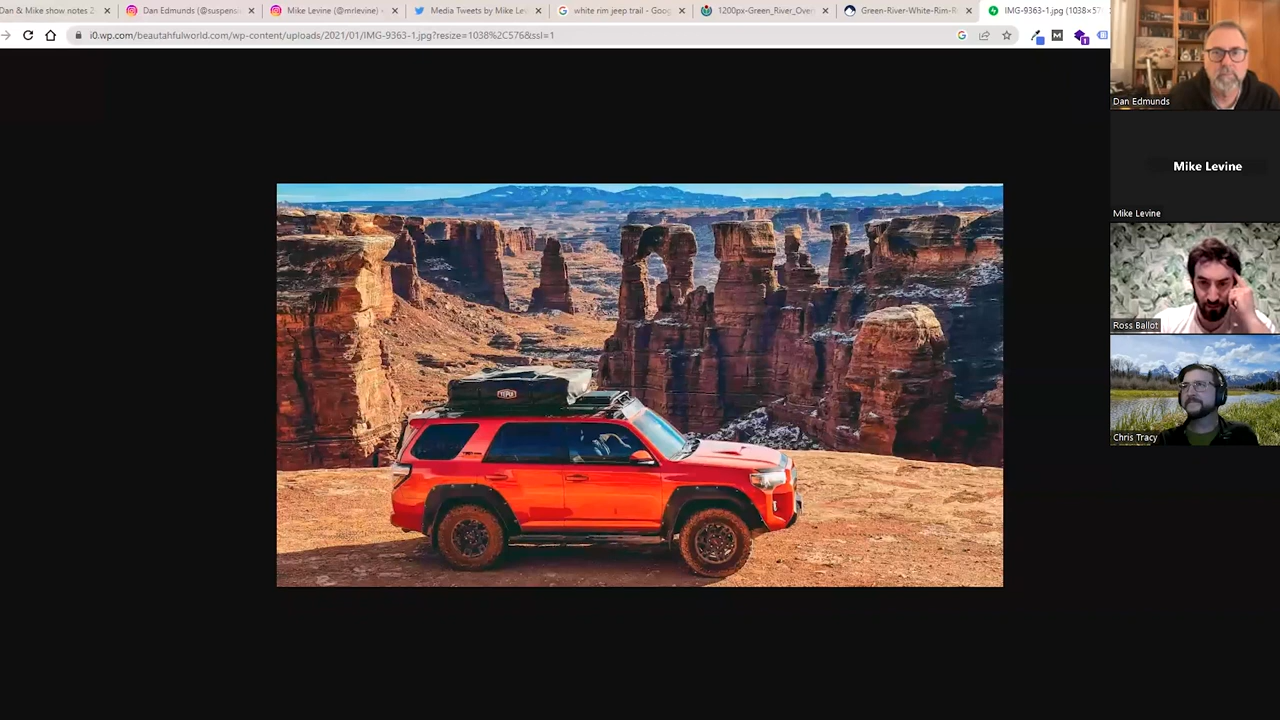 Dan & Mike show notes 2
Dan Edmunds (@suspens
Mike Levine (@mrlevine) •
Media Tweets by Mike Lev
white rim jeep trail - Goog
1200px-Green_River_Over
Green-River-White-Rim-R
IMG-9363-1.jpg (1038×57
i0.wp.com/beautahfulworld.com/wp-content/uploads/2021/01/IMG-9363-1.jpg?resize=1038%2C576&ssl=1
Dan Edmunds
Mike Levine
Mike Levine
Ross Ballot
Chris Tracy